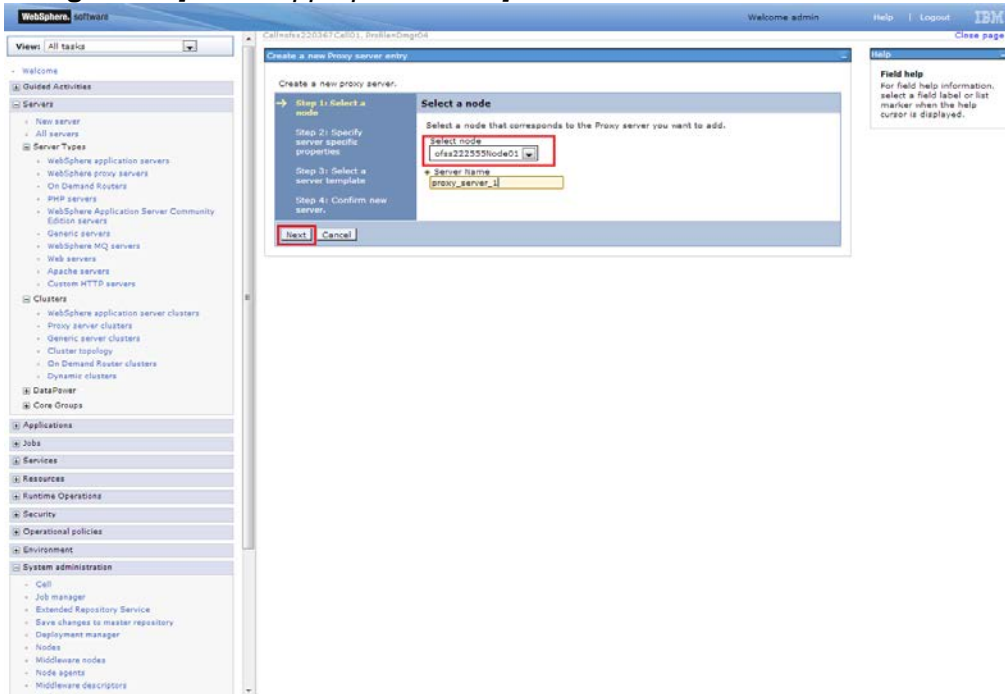 WebSphere. software
Welcome admin
Help | Logout
IBM
Cell=ofss220367Cell01, Profile=Dmgr04
Close page
View: All tasks
Welcome
Guided Activities
Servers
New server
All servers
Server Types
WebSphere application servers
WebSphere proxy servers
On Demand Routers
PHP servers
WebSphere Application Server Community
Edition servers
Generic servers
WebSphere MQ servers
Web servers
Apache servers
Custom HTTP servers
Clusters
WebSphere application server clusters
Proxy server clusters
Generic server clusters
Cluster topology
On Demand Router clusters
Dynamic clusters
DataPower
Core Groups
Applications
Jobs
Services
Resources
Runtime Operations
Security
Operational policies
Environment
System administration
Cell
Job manager
Extended Repository Service
Save changes to master repository
Deployment manager
Nodes
Middleware nodes
Node agents
Middleware descriptors
Create a new Proxy server entry
Create a new proxy server.
Step 1: Select a
node
Step 2: Specify
server specific
properties
Step 3: Select a
server template
Step 4: Confirm new
server.
Select a node
Select a node that corresponds to the Proxy server you want to add.
Select node
ofss222555Node01
* Server Name
proxy_server_1
Next Cancel
Help
Field help
For field help information,
select a field label or list
marker when the help
cursor is displayed.